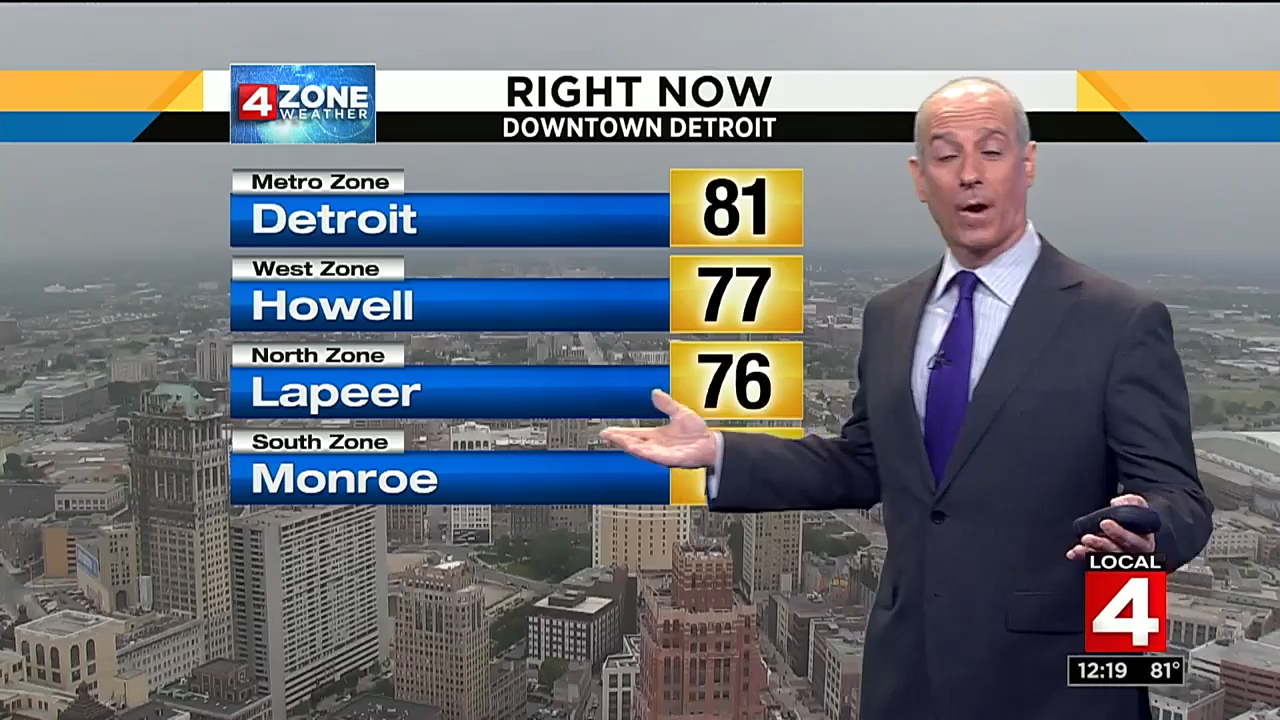 4 ZONE
WEATHER
RIGHT NOW
DOWNTOWN DETROIT
Metro Zone
Detroit
81
West Zone
Howell
77
North Zone
Lapeer
76
South Zone
Monroe
LOCAL
4
12:19 81°